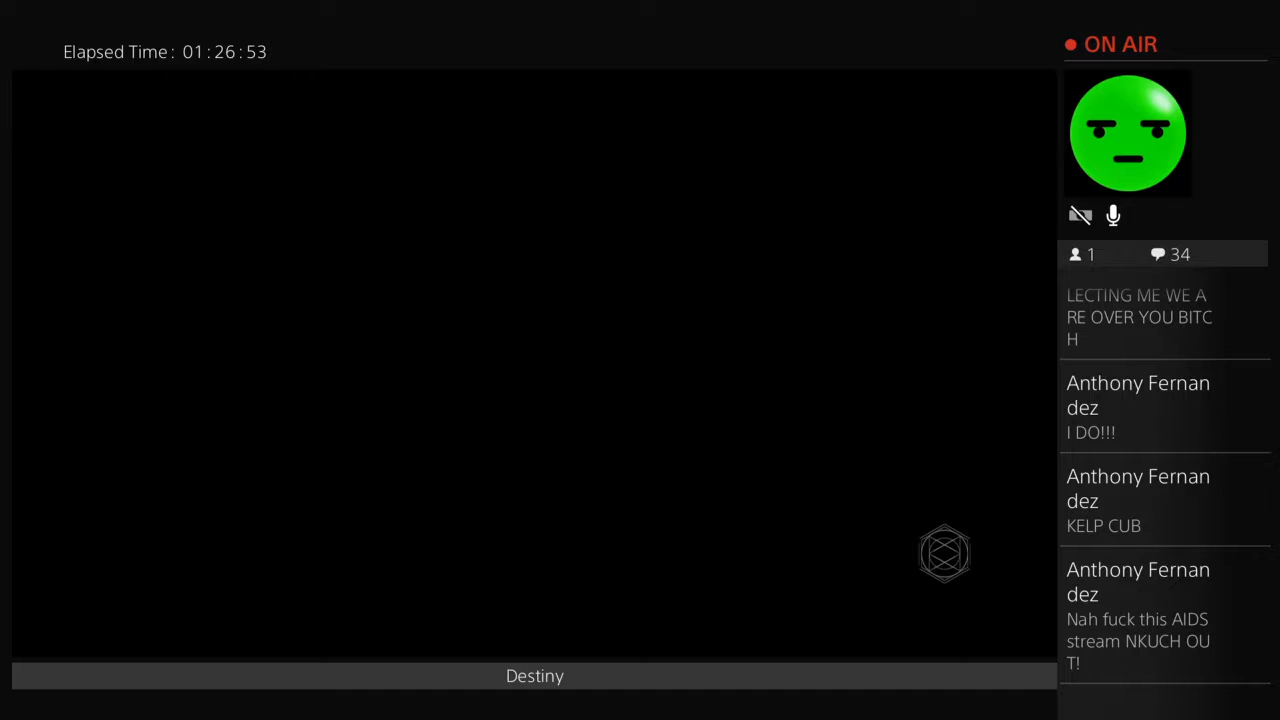 Elapsed Time: 01:26:53
ON AIR
1 34
LECTING ME WE A
RE OVER YOU BITC
H
Anthony Fernan
dez
I DO!!!
Anthony Fernan
dez
KELP CUB
Anthony Fernan
dez
Nah fuck this AIDS
stream NKUCH OU
T!
Destiny